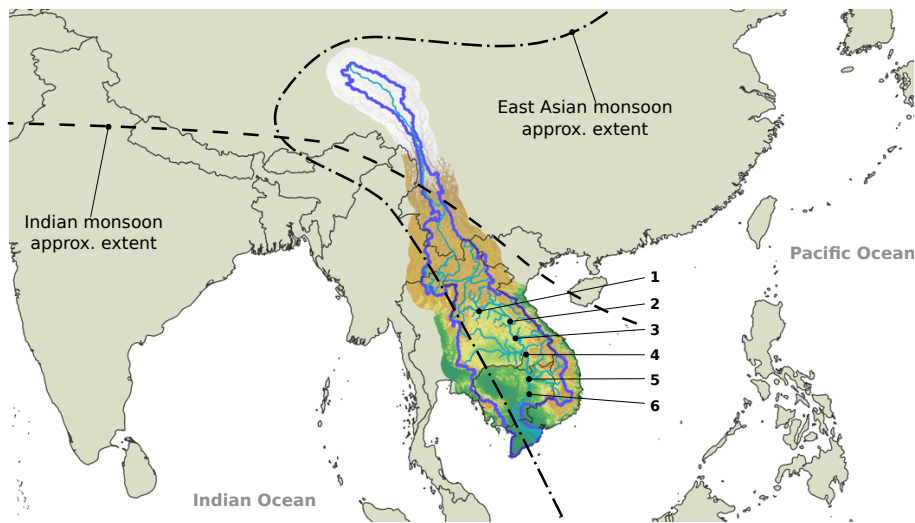 East Asian monsoon
approx. extent
Indian monsoon
approx. extent
Pacific Ocean
1
2
3
4
5
6
Indian Ocean